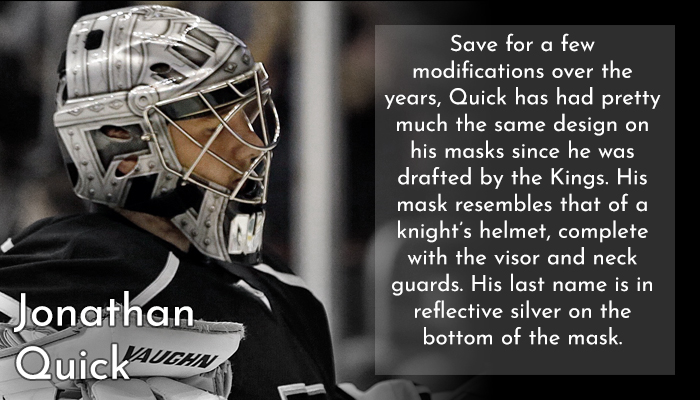 Save for a few
modifications over the
years, Quick has had pretty
much the same design on
his masks since he was
drafted by the Kings. His
mask resembles that of a
knight's helmet, complete
with the visor and neck
guards. His last name is in
reflective silver on the
bottom of the mask.
Jonathan
Quick
VAUGHN